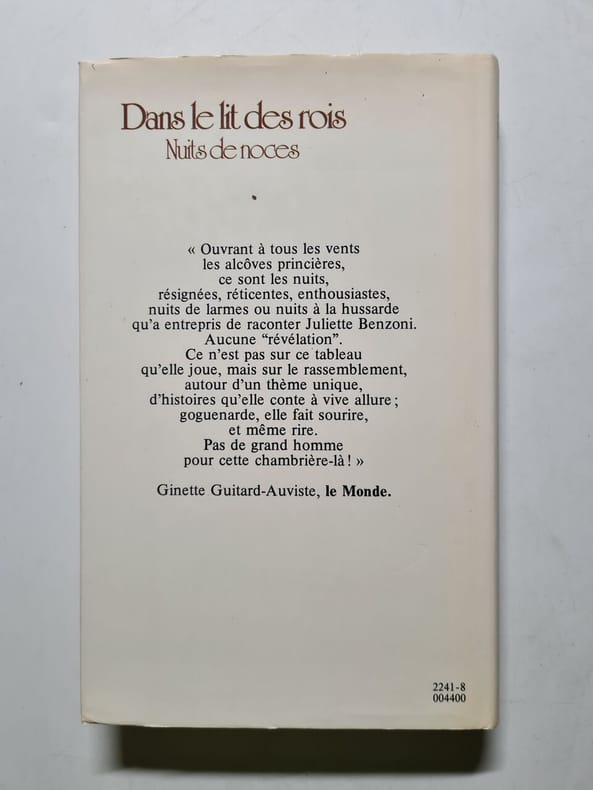 Dans le lit des rois
Nuits de noces
« Ouvrant à tous les vents
les alcôves princières,
ce sont les nuits,
résignées, réticentes, enthousiastes,
nuits de larmes ou nuits à la hussarde
qu'a entrepris de raconter Juliette Benzoni.
Aucune “révélation”.
Ce n'est pas sur ce tableau
qu'elle joue, mais sur le rassemblement,
autour d'un thème unique,
d'histoires qu'elle conte à vive allure ;
goguenarde, elle fait sourire,
et même rire.
Pas de grand homme
pour cette chambrière-là ! »
Ginette Guitard-Auviste, le Monde.
2241-8
004400